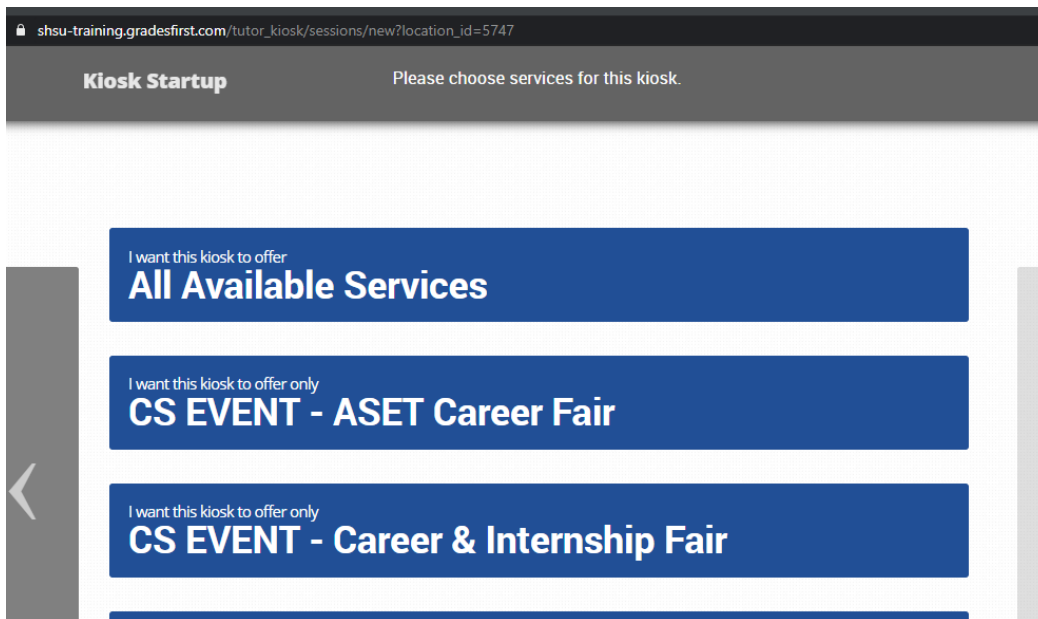 shsu-training.gradesfirst.com/tutor_kiosk/sessions/new?location_id=5747
Kiosk Startup
Please choose services for this kiosk.
I want this kiosk to offer
All Available Services
I want this kiosk to offer only
CS EVENT - ASET Career Fair
I want this kiosk to offer only
CS EVENT - Career & Internship Fair